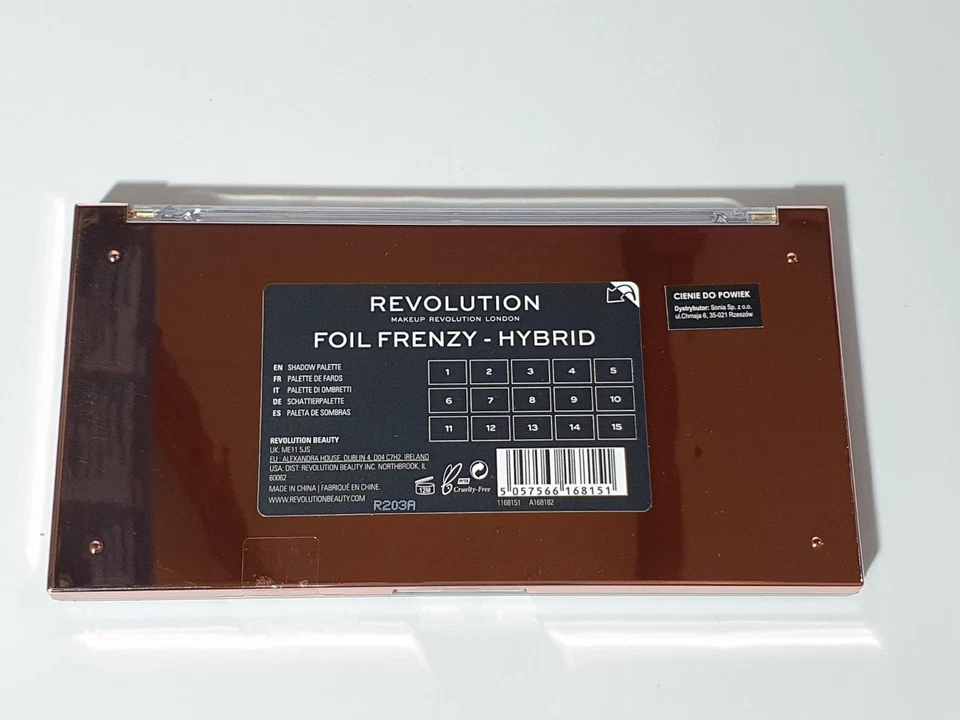 REVOLUTION
MAKEUP REVOLUTION LONDON
FOIL FRENZY - HYBRID
EN SHADOW PALETTE
FR PALETTE DE FARDS
IT PALETTE DI OMBRETTI
DE SCHATTIERPALETTE
ES PALETA DE SOMBRAS
1 2 3 4 5
6 7 8 9 10
11 12 13 14 15
REVOLUTION BEAUTY
UK: ME11 5JS
EU: ALEXANDRA HOUSE, DUBLIN 4, D04 C7H2, IRELAND
USA: DIST. REVOLUTION BEAUTY INC. NORTHBROOK, IL
60062
MADE IN CHINA | FABRIQUÉ EN CHINE.
WWW.REVOLUTIONBEAUTY.COM
R203A
12M
Cruelty-Free
5 057566 168151
1168151 A168182
CIENIE DO POWIEK
Dystrybutor: Sonia Sp. z o.o.
ul.Chmaja 6, 35-021 Rzeszów